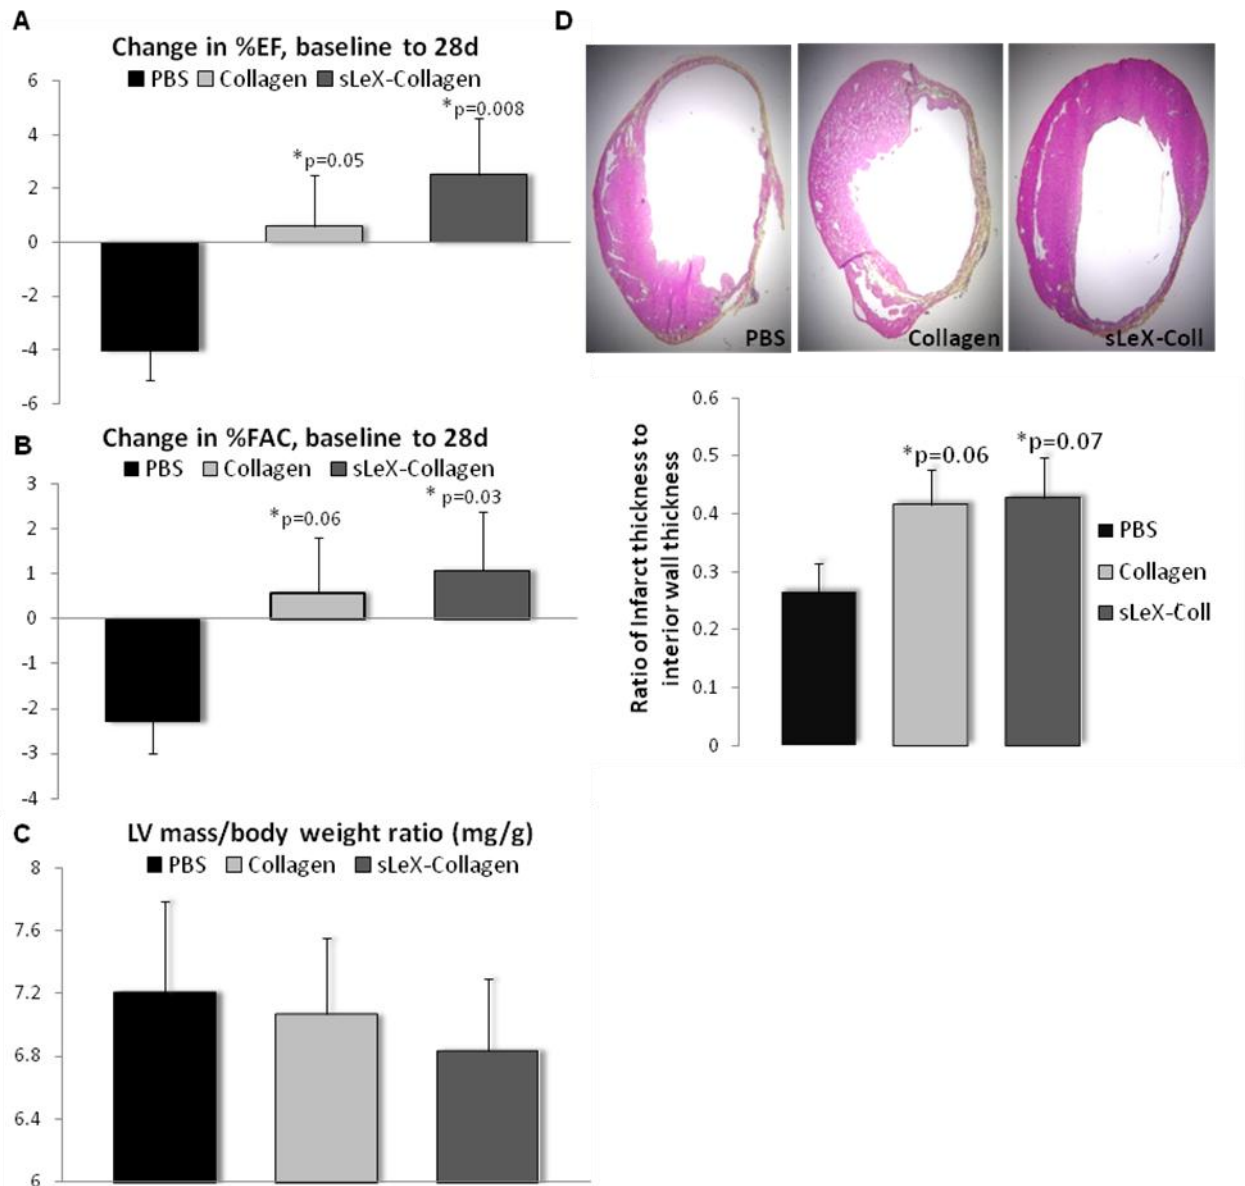 A
Change in %EF, baseline to 28d
PBS Collagen sLeX-Collagen
6
4
2
0
-2
-4
-6
*p=0.05
*p=0.008
B
Change in %FAC, baseline to 28d
PBS Collagen sLeX-Collagen
3
2
1
0
-1
-2
-3
-4
*p=0.06
* p=0.03
C
LV mass/body weight ratio (mg/g)
PBS Collagen sLeX-Collagen
8
7.6
7.2
6.8
6.4
6
D
PBS
Collagen
sLeX-Coll
Ratio of Infarct thickness to
interior wall thickness
0.6
0.5
0.4
0.3
0.2
0.1
0
*p=0.06
*p=0.07
PBS
Collagen
sLeX-Coll